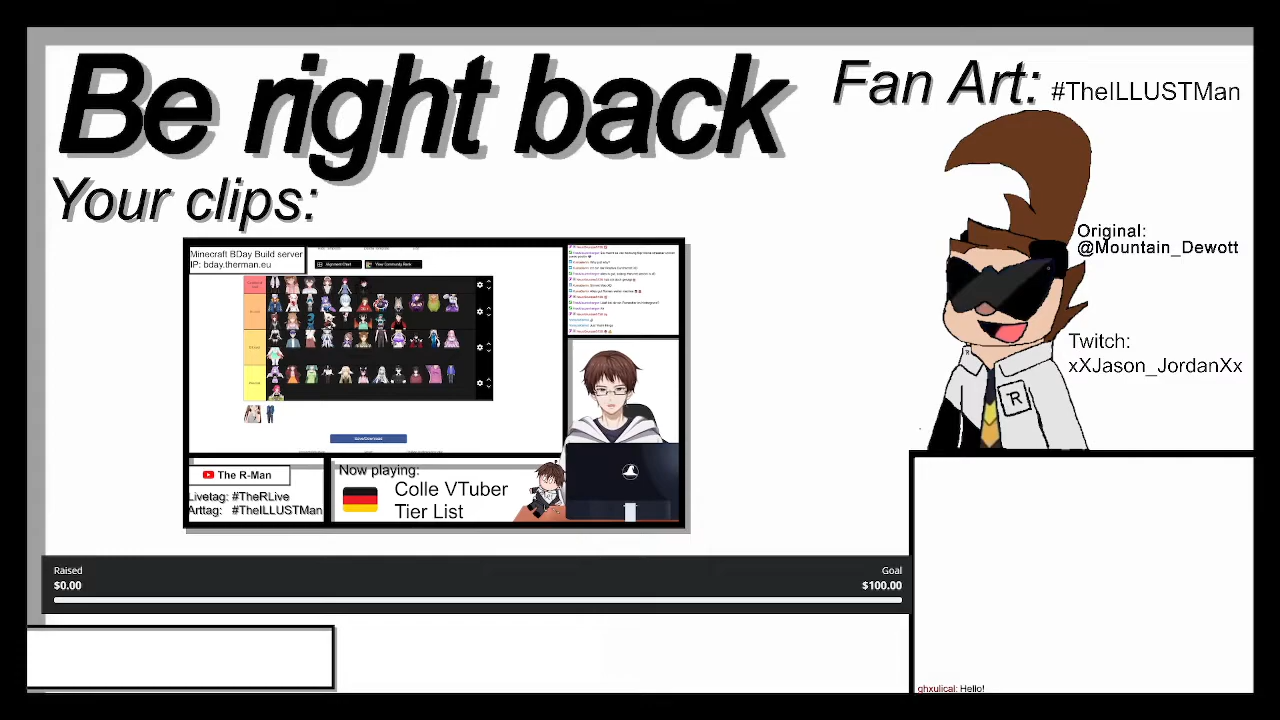 Be right back
Fan Art: #TheILLUSTMan
Your clips:
Original:
@Mountain_Dewott
Twitch:
xXJason_JordanXx
R
Minecraft BDay Build server
IP: bday.therman.eu
The R-Man
Livetag: #TheRLive
Arttag: #TheILLUSTMan
Now playing:
Colle VTuber
Tier List
Save/Download
Raised
$0.00
Goal
$100.00
ghxulical: Hello!